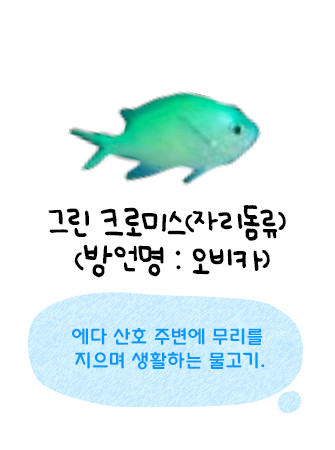 그린 크로미스(자리돔류)
(방언명 : 오비카)
에다 산호 주변에 무리를
지으며 생활하는 물고기.